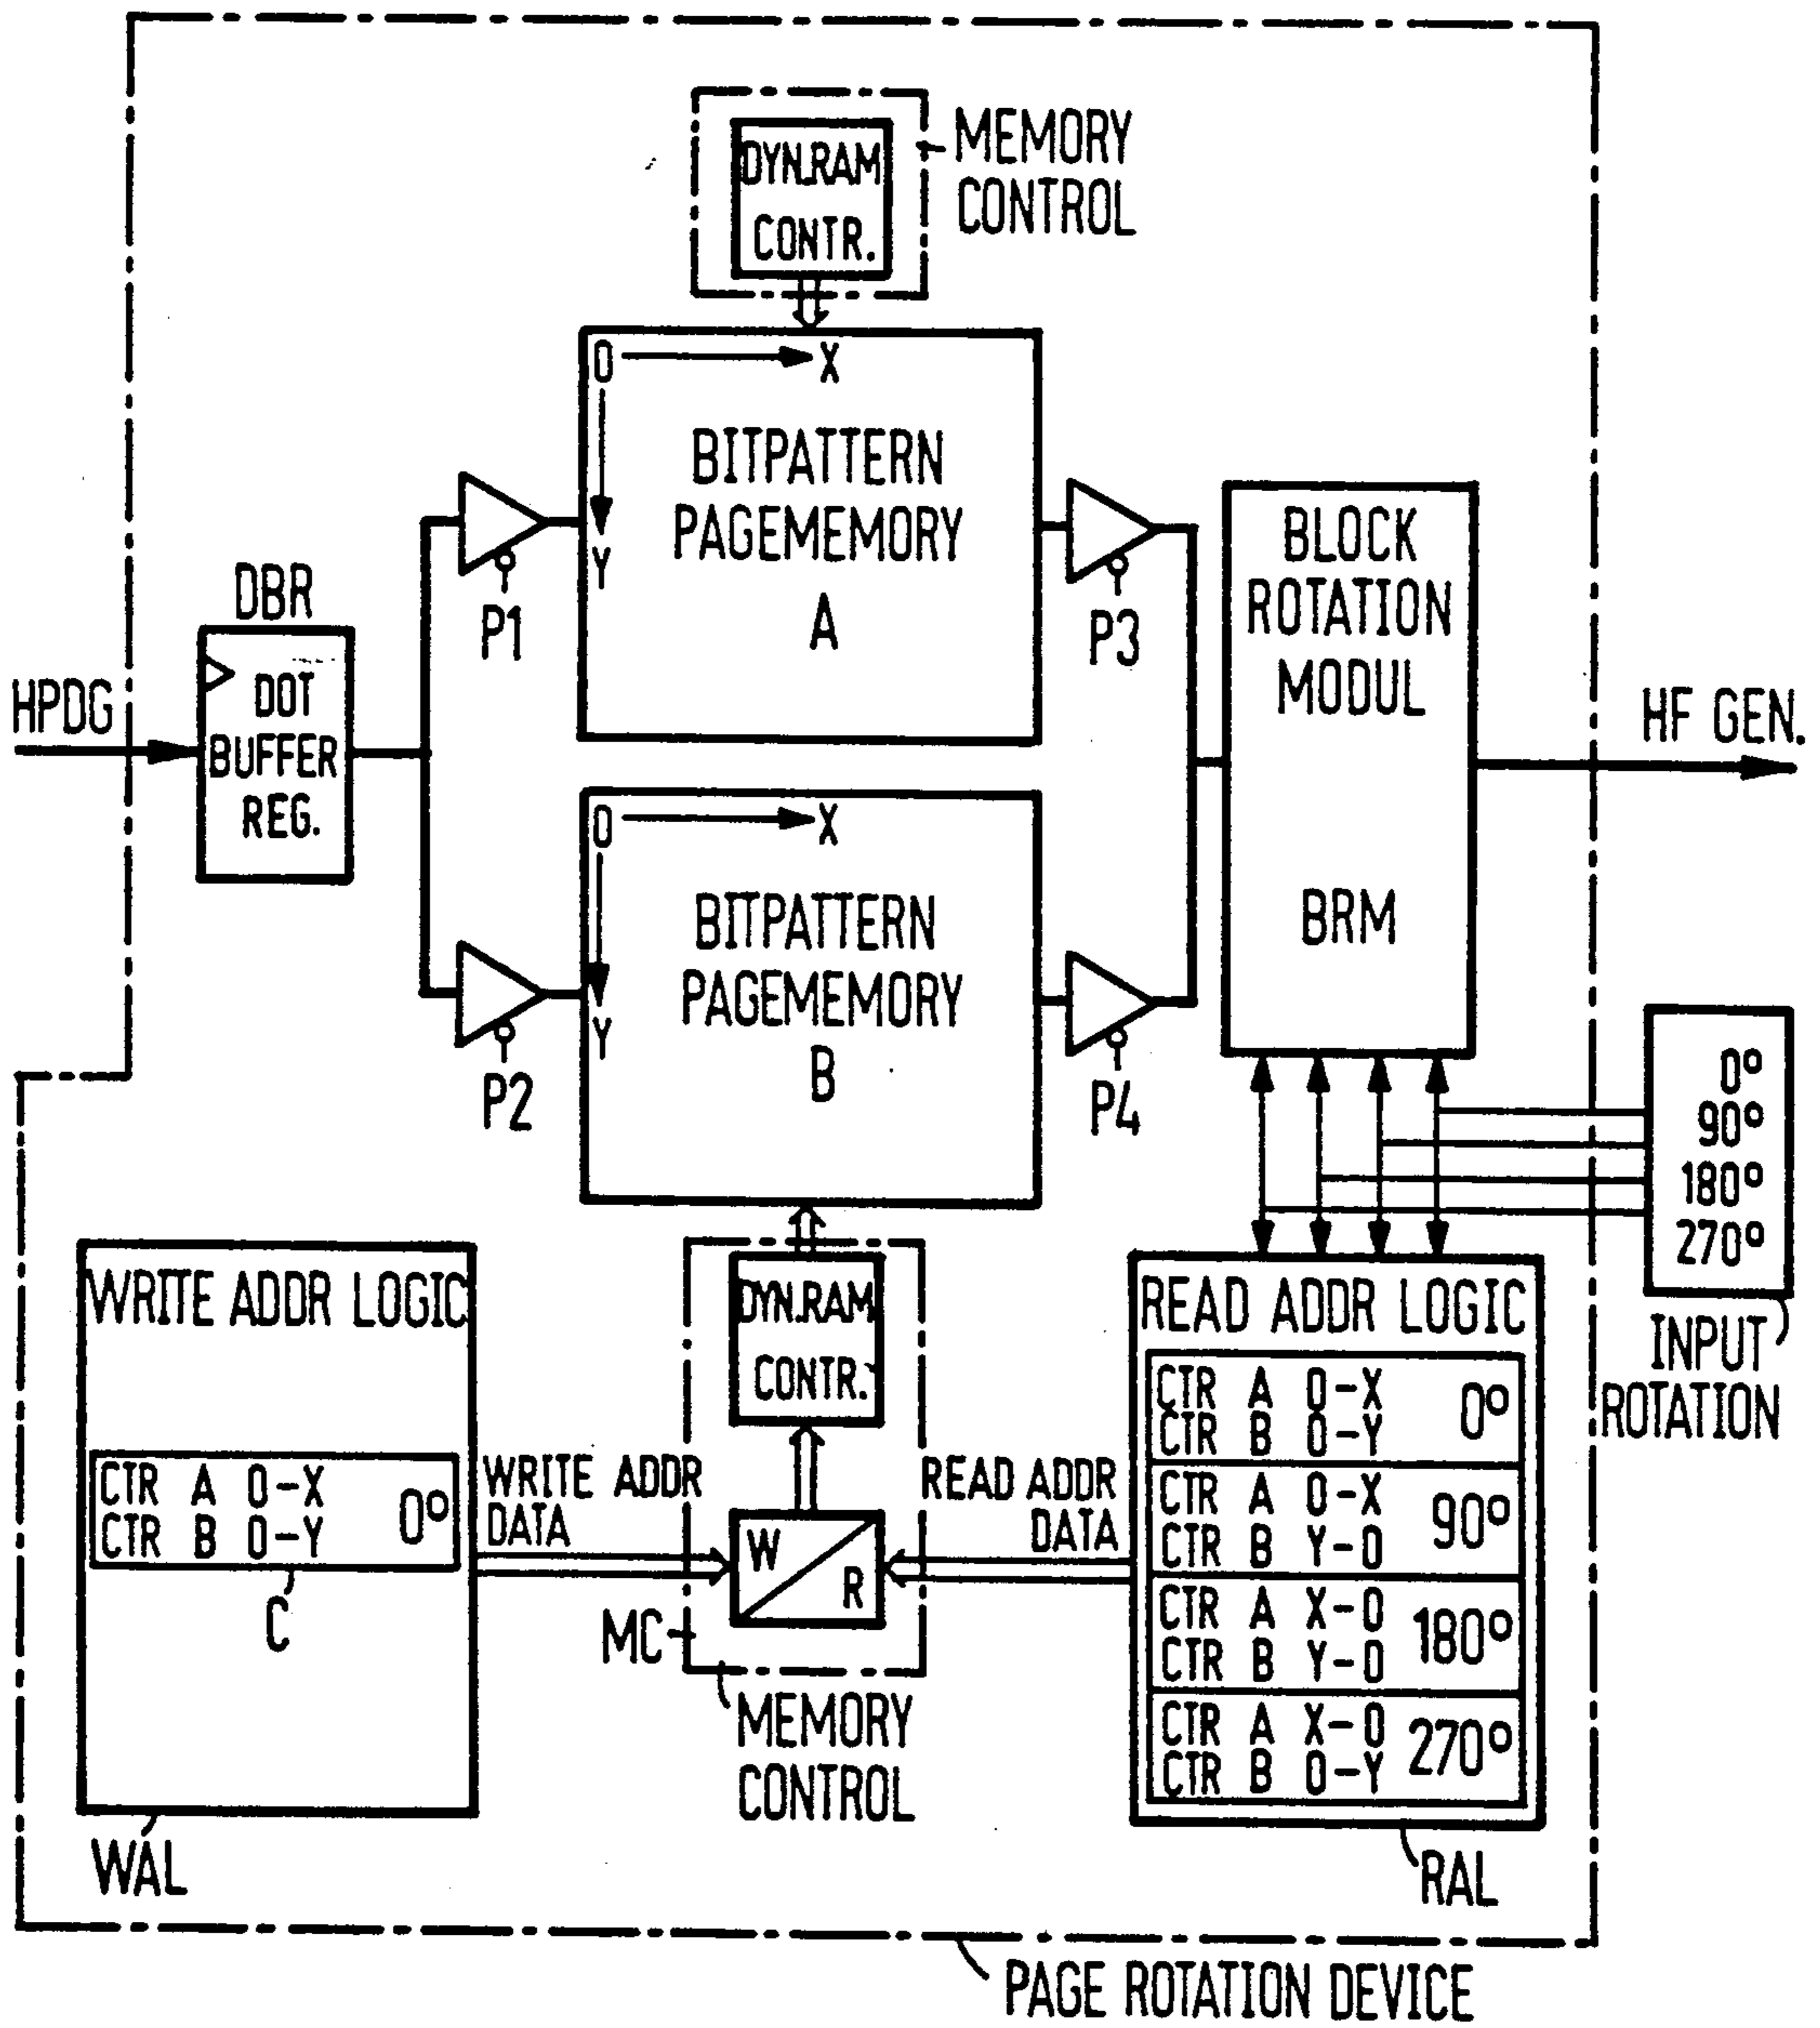 DYN.RAM
CONTR.
MEMORY
CONTROL
0
X
Y
BITPATTERN
PAGEMEMORY
A
P1
P3
DBR
DOT
BUFFER
REG.
HPDG
BLOCK
ROTATION
MODUL
BRM
HF GEN.
0
X
Y
BITPATTERN
PAGEMEMORY
B
P2
P4
0°
90°
180°
270°
INPUT
ROTATION
WRITE ADDR LOGIC
CTR A 0-X
CTR B 0-Y
0°
C
WAL
WRITE ADDR
DATA
DYN.RAM
CONTR.
W
R
MC
MEMORY
CONTROL
READ ADDR
DATA
READ ADDR LOGIC
CTR A 0-X
CTR B 0-Y
0°
CTR A 0-X
CTR B Y-0
90°
CTR A X-0
CTR B Y-0
180°
CTR A X-0
CTR B 0-Y
270°
RAL
PAGE ROTATION DEVICE